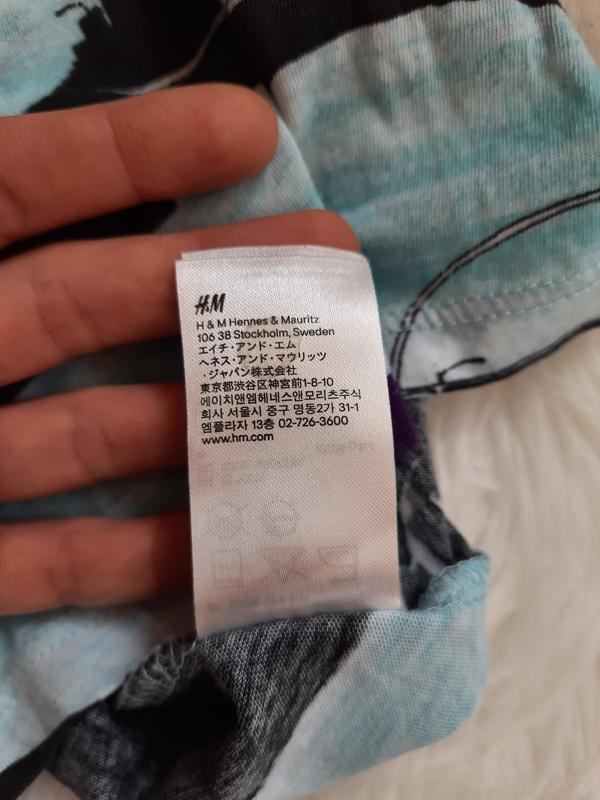 H&M
H & M Hennes & Mauritz
106 38 Stockholm, Sweden
エイチ・アンド・エム
ヘネス・アンド・マウリッツ
・ジャパン株式会社
東京都渋谷区神宮前1-8-10
에이치앤엠헤네스앤모리츠주식
회사 서울시 중구 명동2가 31-1
엠플라자 13층 02-726-3600
www.hm.com